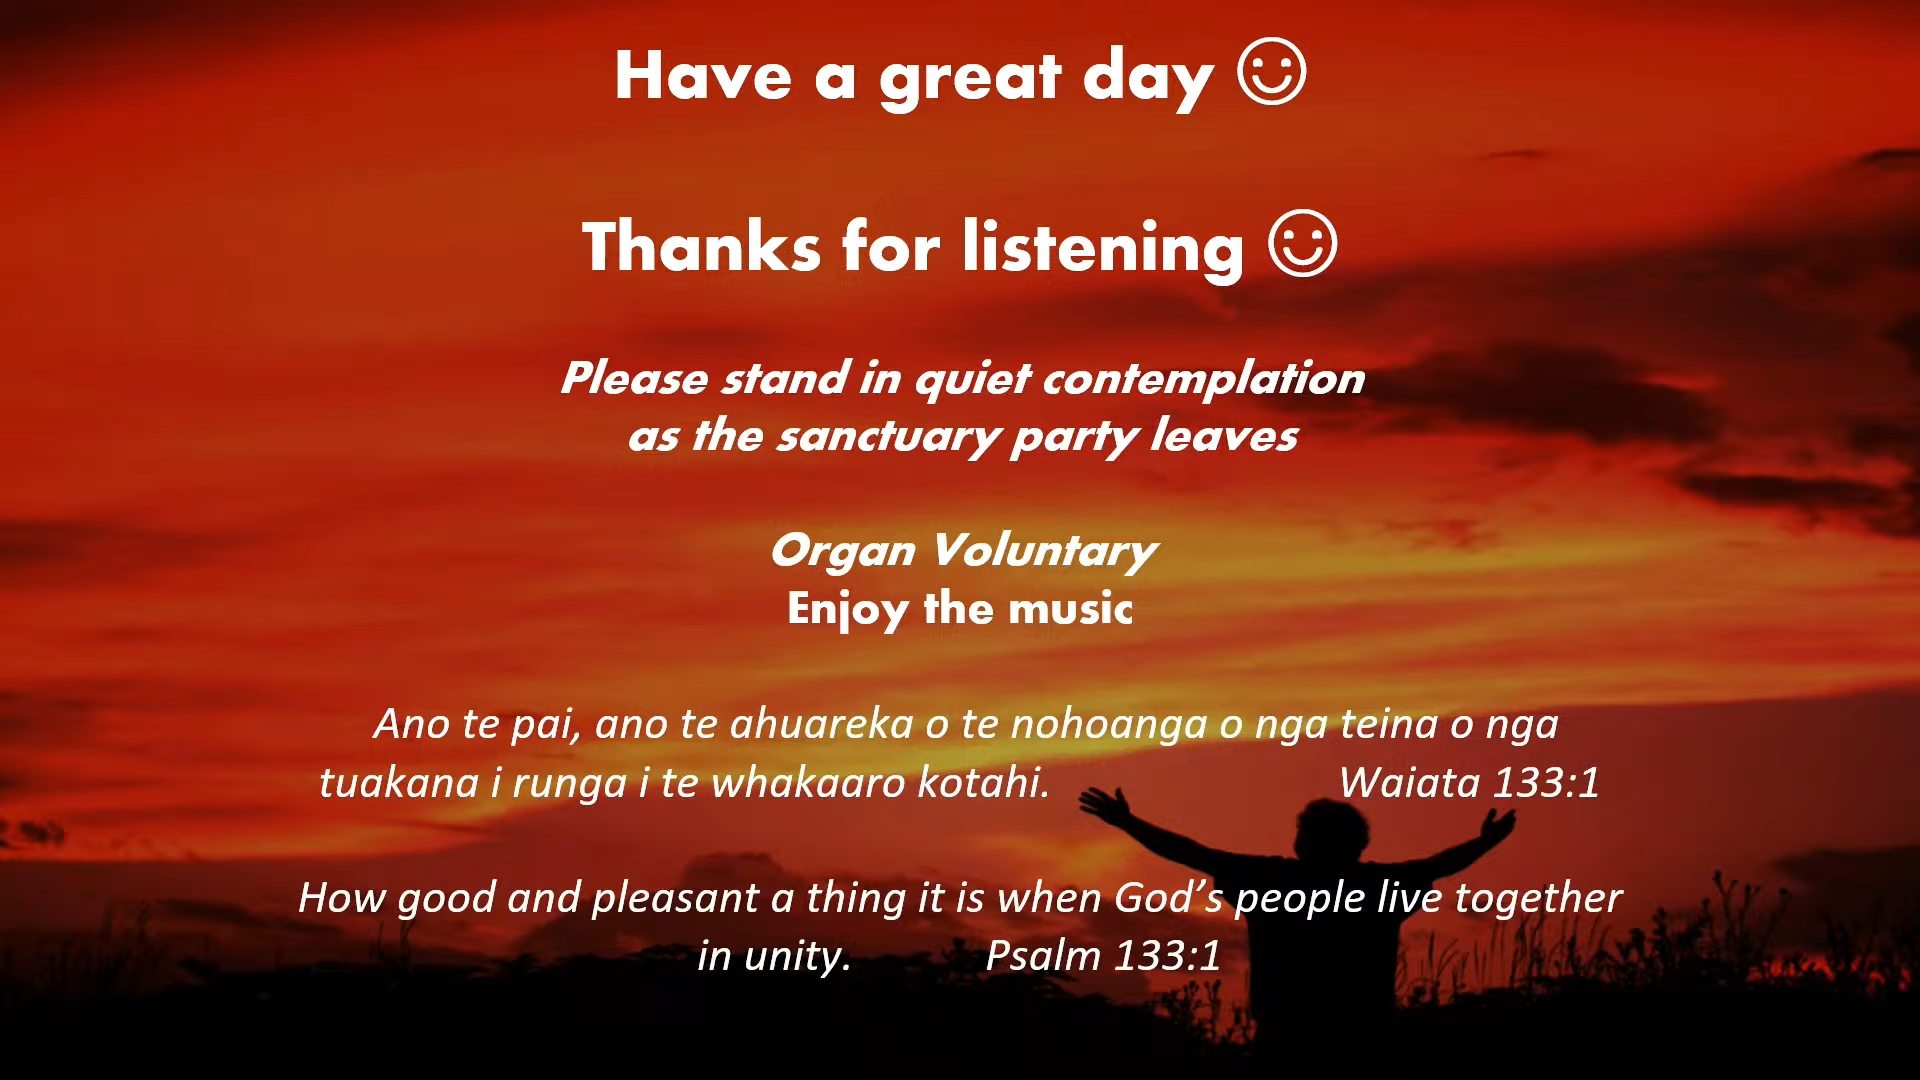 Have a great day ☺
Thanks for listening ☺
Please stand in quiet contemplation
as the sanctuary party leaves
Organ Voluntary
Enjoy the music
Ano te pai, ano te ahuareka o te nohoanga o nga teina o nga
tuakana i runga i te whakaaro kotahi. Waiata 133:1
How good and pleasant a thing it is when God’s people live together
in unity. Psalm 133:1